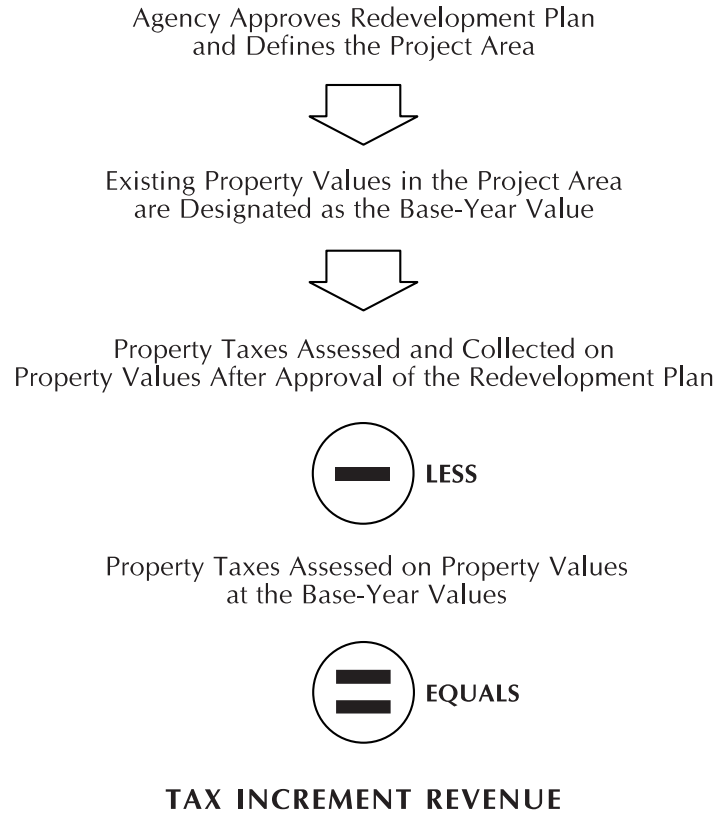 Agency Approves Redevelopment Plan
and Defines the Project Area
Existing Property Values in the Project Area
are Designated as the Base-Year Value
Property Taxes Assessed and Collected on
Property Values After Approval of the Redevelopment Plan
LESS
Property Taxes Assessed on Property Values
at the Base-Year Values
EQUALS
TAX INCREMENT REVENUE